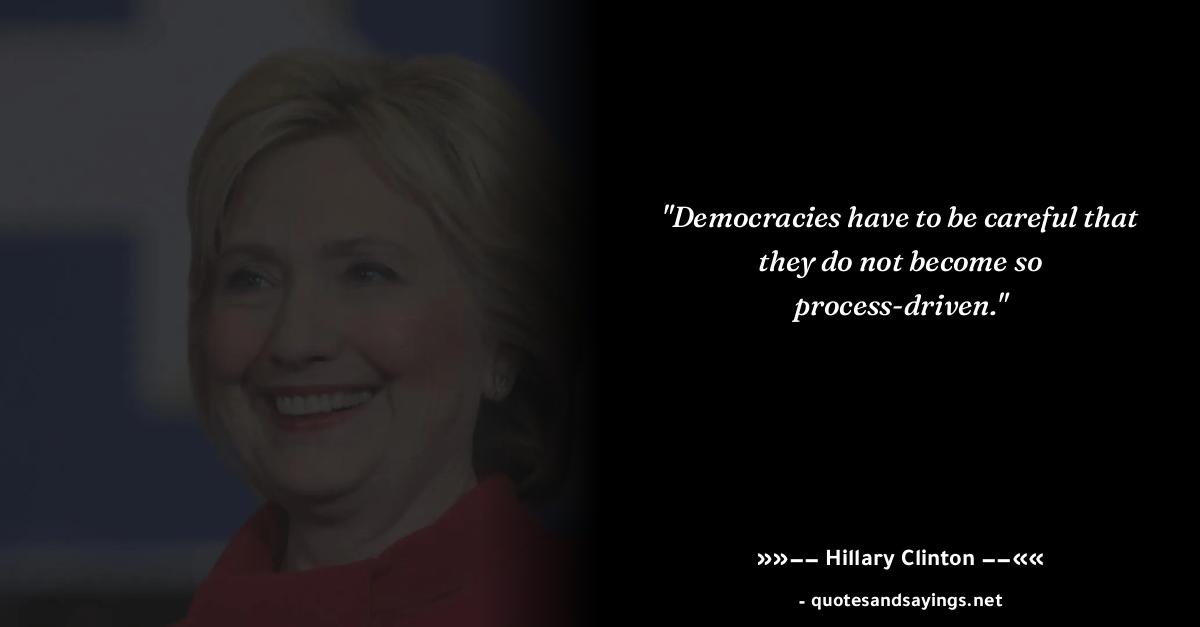 "Democracies have to be careful that
they do not become so
process-driven."
»»–– Hillary Clinton ––««
- quotesandsayings.net